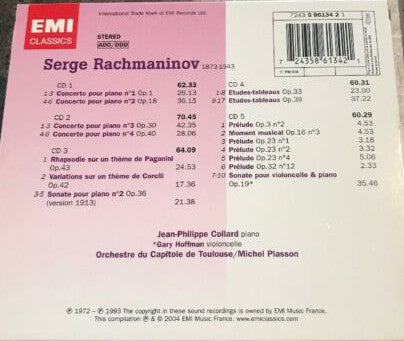 EMI
CLASSICS
International Trade Mark of EMI Records Ltd.
STEREO
ADD/DDD
7243 5 86134 2 1
7 24358 61342
Serge Rachmaninov 1873-1943
CD 1 62.33
1-3 Concerto pour piano n°1 Op.1 26.13
4-6 Concerto pour piano n°2 Op.18 36.15
CD 2 70.45
1-3 Concerto pour piano n°3 Op.30 42.35
4-6 Concerto pour piano n°4 Op.40 28.06
CD 3 64.09
1 Rhapsodie sur un thème de Paganini
Op.43 24.53
2 Variations sur un thème de Corelli
Op.42 17.36
3-5 Sonate pour piano n°2 Op.36
(version 1913) 21.38
CD 4 60.31
1-8 Etudes-tableaux Op.33 23.00
9-17 Etudes-tableaux Op.39 37.22
CD 5 60.29
1 Prélude Op.3 n°2 4.53
2 Moment musical Op.16 n°3 4.53
3 Prélude Op.23 n°1 3.18
4 Prélude Op.23 n°2 3.32
5 Prélude Op.23 n°4 5.06
6 Prélude Op.32 n°12 2.33
7-10 Sonate pour violoncelle & piano
Op.19* 35.46
Jean-Philippe Collard piano
*Gary Hoffman violoncelle
Orchestre du Capitole de Toulouse/Michel Plasson
℗ 1972 - ℗ 1993 The copyright in these sound recordings is owned by EMI Music France.
This compilation ℗ & © 2004 EMI Music France. www.emiclassics.com